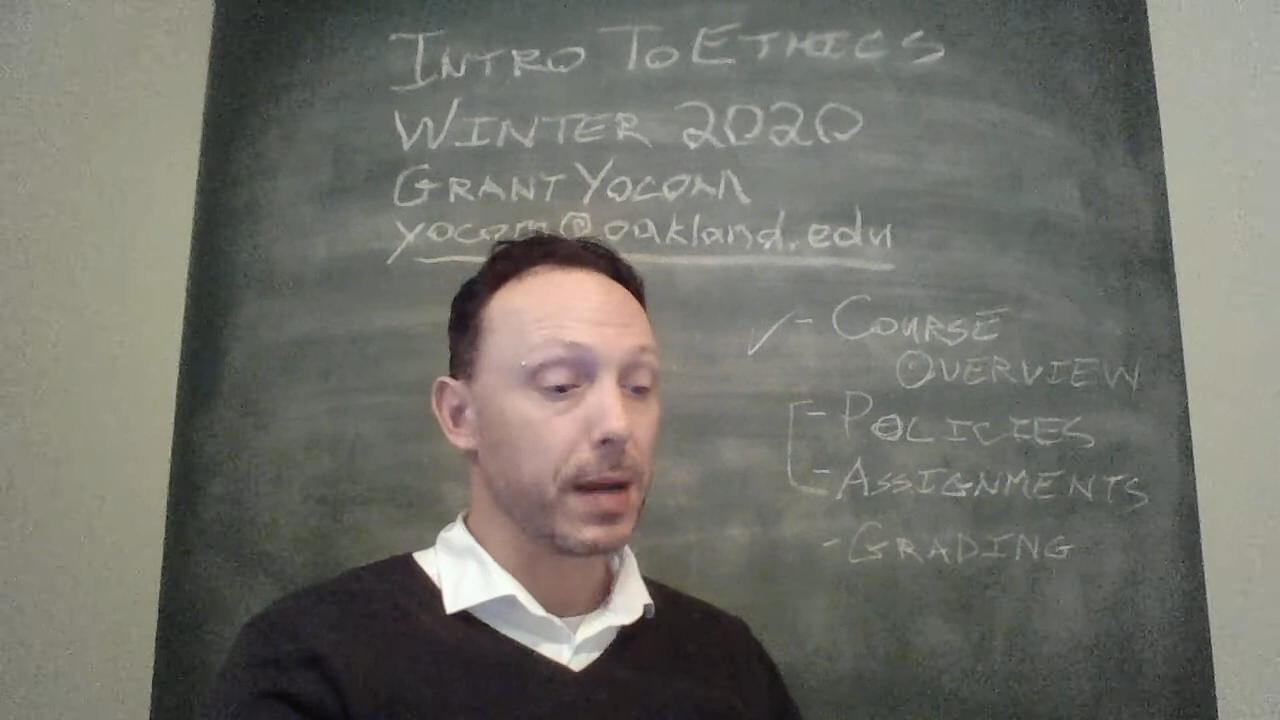 INTRO TO ETHICS
WINTER 2020
GRANT YOCOM
yocom@oakland.edu
✓ - COURSE
OVERVIEW
- POLICIES
- ASSIGNMENTS
- GRADING